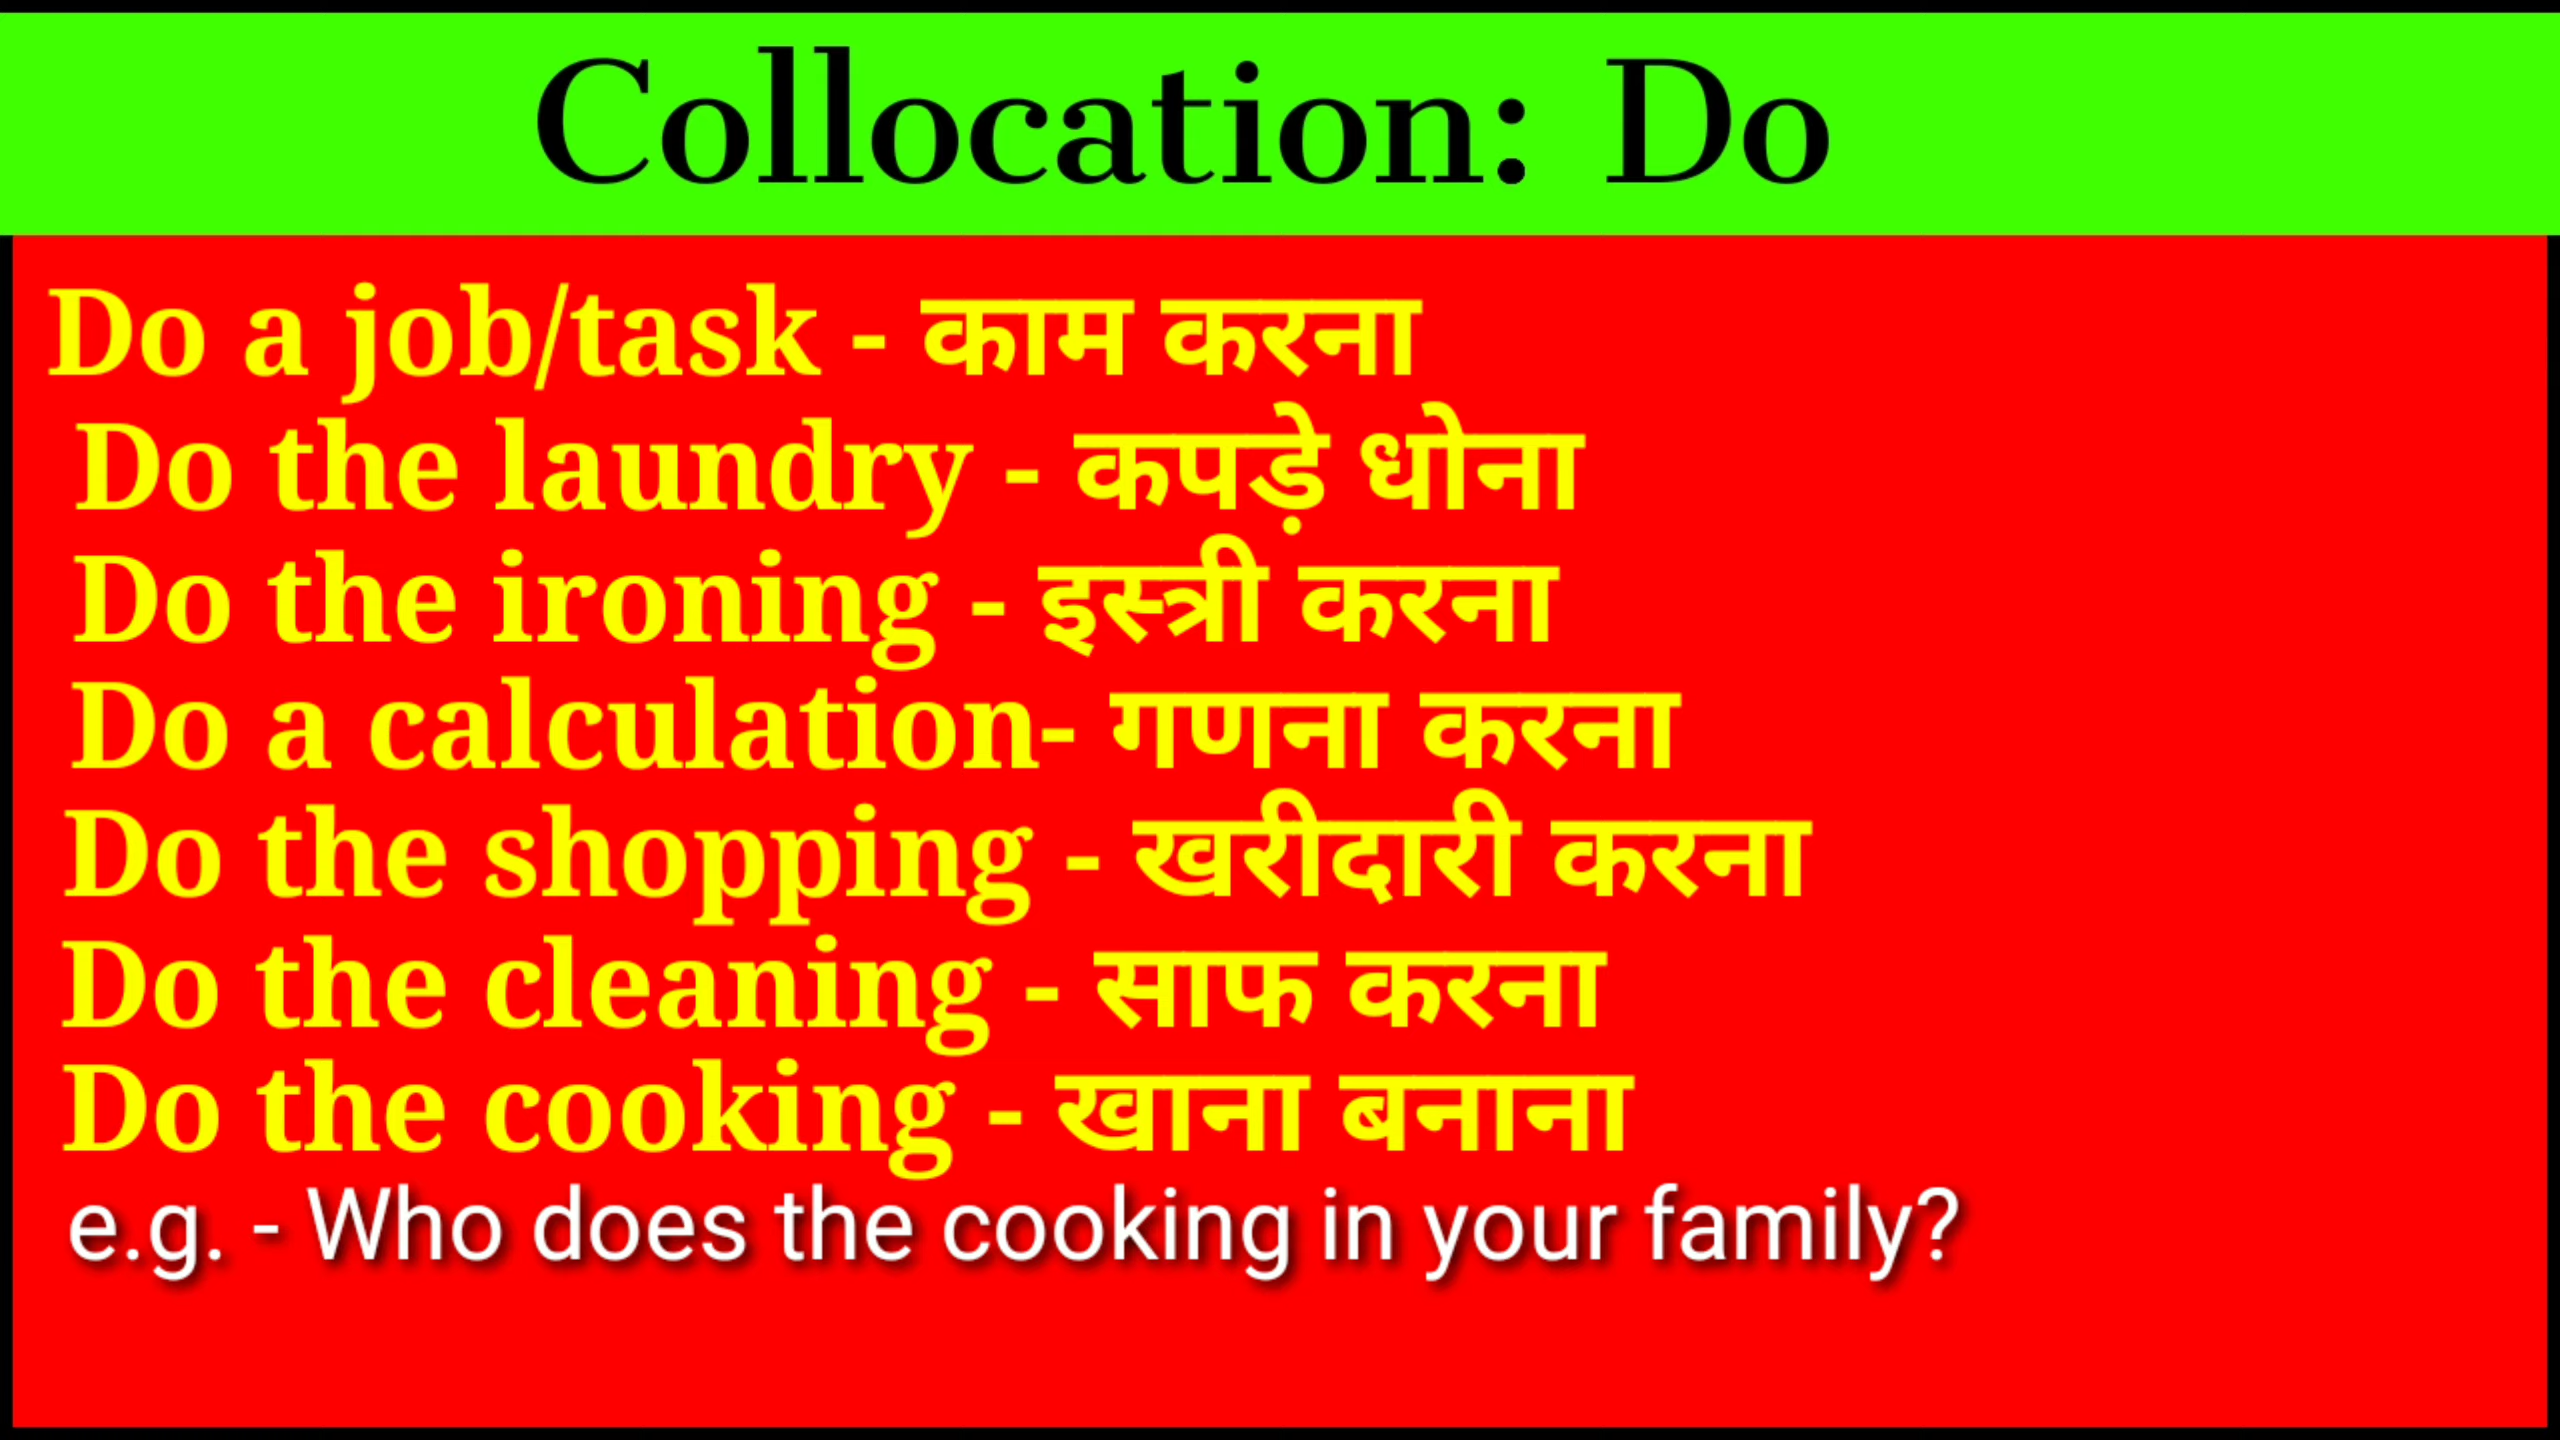 Collocation: Do
Do a job/task - काम करना
Do the laundry - कपड़े धोना
Do the ironing - इस्त्री करना
Do a calculation- गणना करना
Do the shopping - खरीदारी करना
Do the cleaning - साफ करना
Do the cooking - खाना बनाना
e.g. - Who does the cooking in your family?